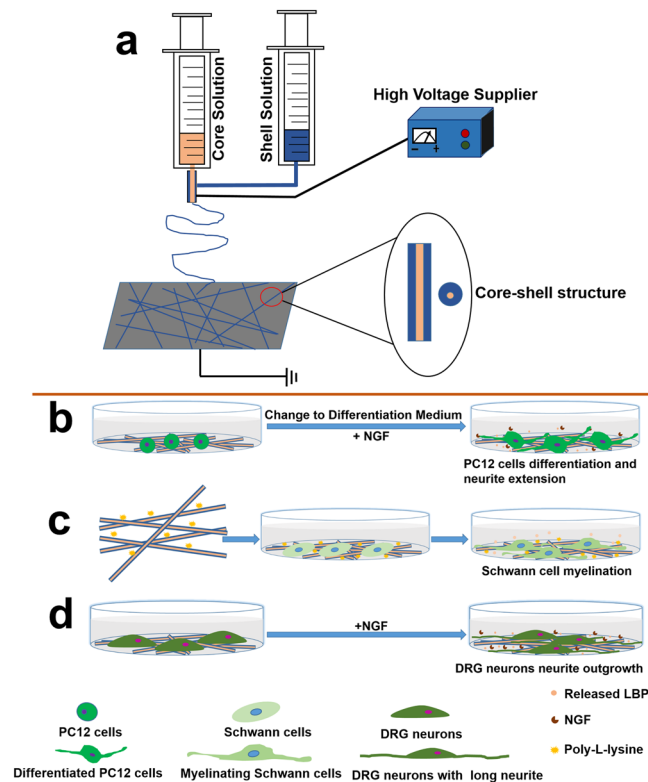 a
Core Solution
Shell Solution
High Voltage Supplier
− +
Core-shell structure
b
Change to Differentiation Medium
+ NGF
PC12 cells differentiation and
neurite extension
c
Schwann cell myelination
d
+NGF
DRG neurons neurite outgrowth
Released LBP
NGF
Poly-L-lysine
PC12 cells
Schwann cells
DRG neurons
Differentiated PC12 cells
Myelinating Schwann cells
DRG neurons with long neurite